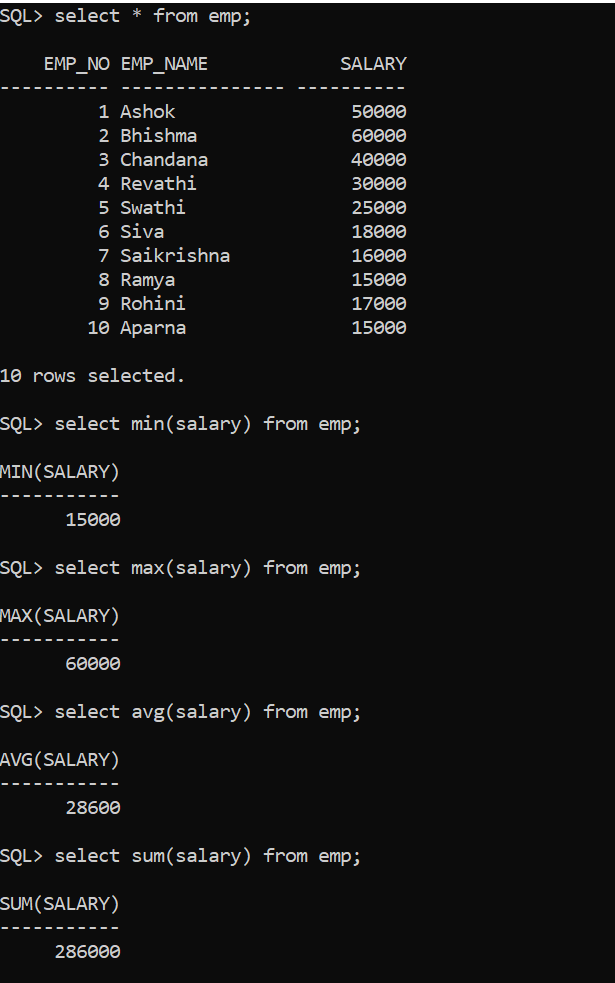 SQL> select * from emp;
    EMP_NO EMP_NAME            SALARY
---------- --------------- ----------
         1 Ashok                50000
         2 Bhishma              60000
         3 Chandana             40000
         4 Revathi              30000
         5 Swathi               25000
         6 Siva                 18000
         7 Saikrishna           16000
         8 Ramya                15000
         9 Rohini               17000
        10 Aparna               15000
10 rows selected.
SQL> select min(salary) from emp;
MIN(SALARY)
-----------
      15000
SQL> select max(salary) from emp;
MAX(SALARY)
-----------
      60000
SQL> select avg(salary) from emp;
AVG(SALARY)
-----------
      28600
SQL> select sum(salary) from emp;
SUM(SALARY)
-----------
     286000